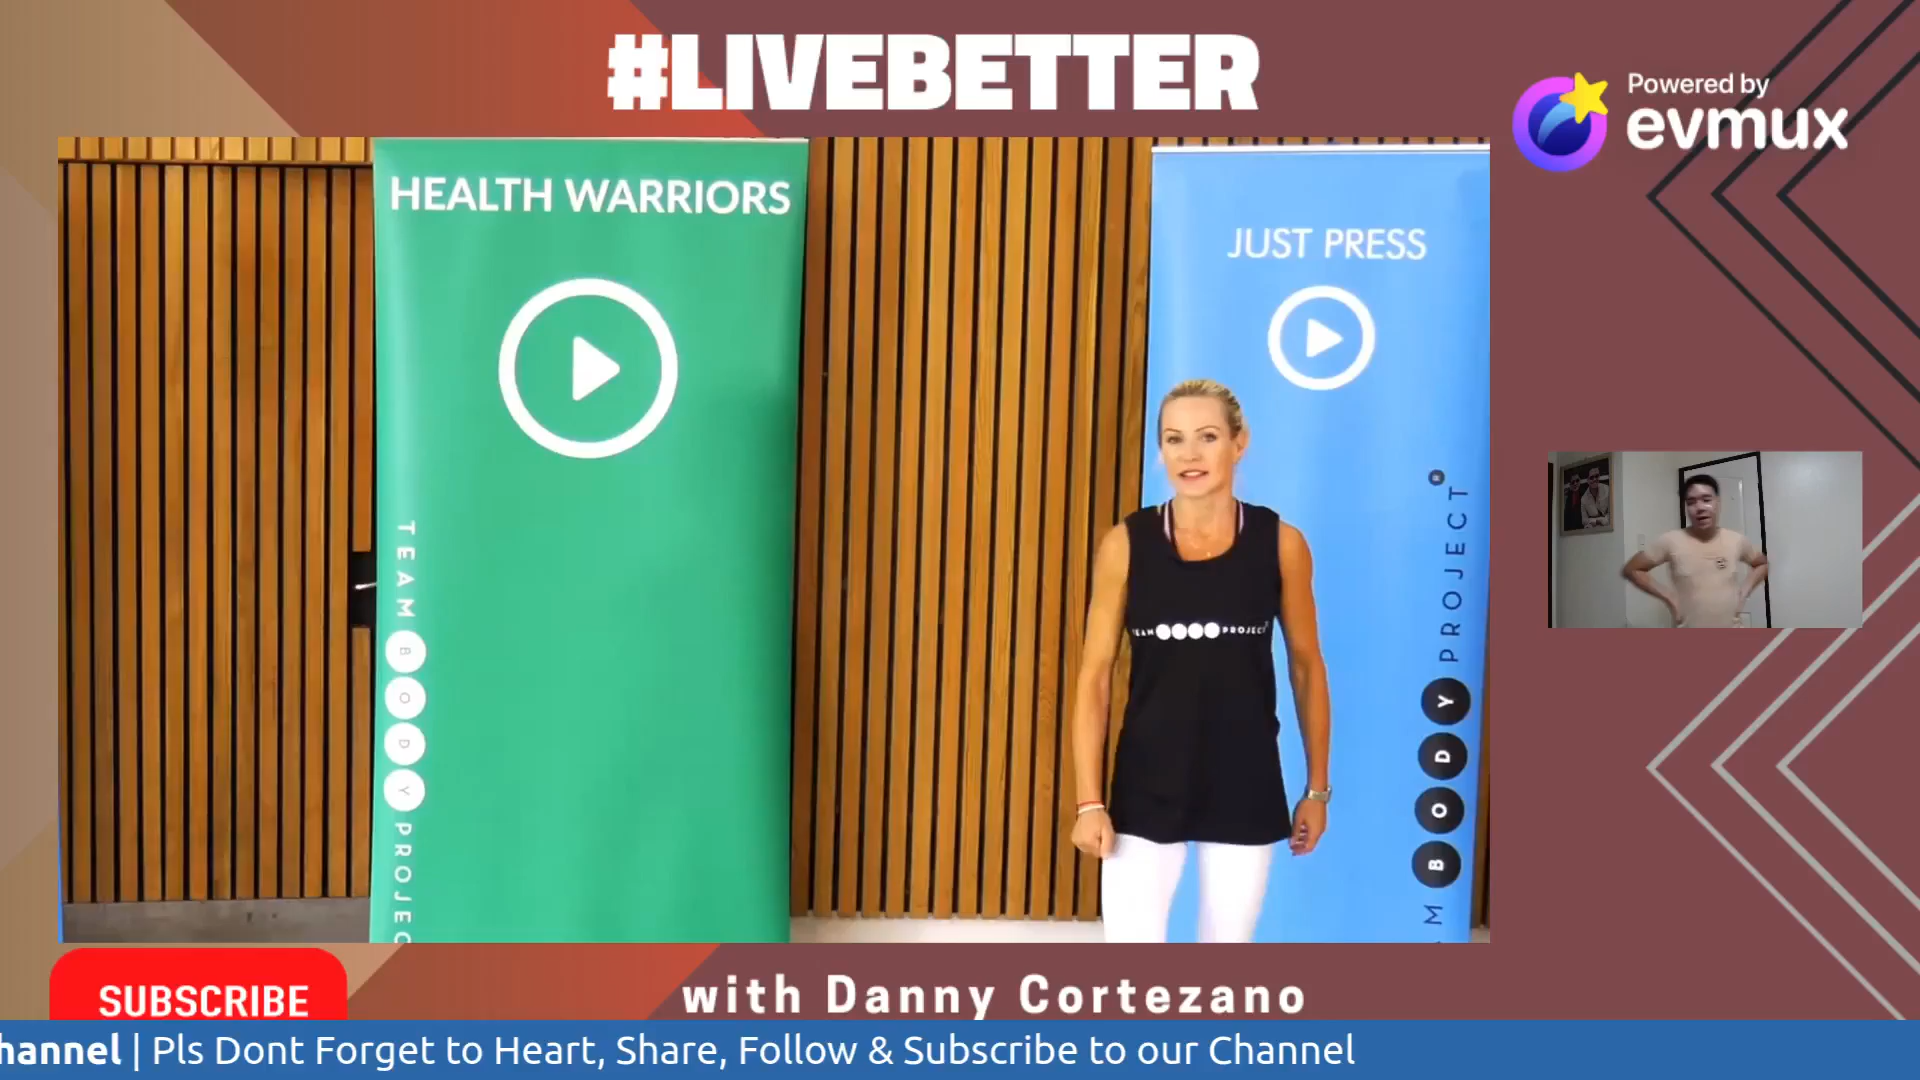 #LIVEBETTER
Powered by
evmux
HEALTH WARRIORS
JUST PRESS
TEAM BODY PROJEC
M BODY PROJECT
TEAM PROJECT
SUBSCRIBE
with Danny Cortezano
hannel | Pls Dont Forget to Heart, Share, Follow & Subscribe to our Channel